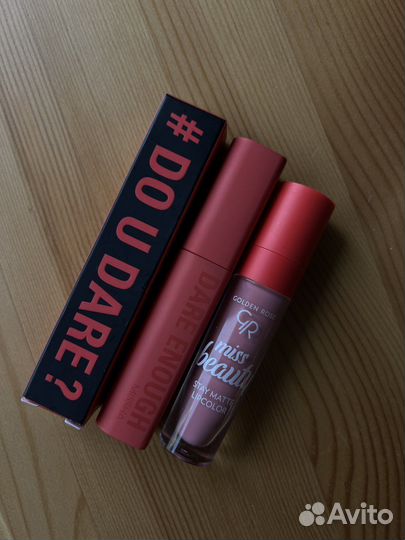 # DO U DARE?
DARE ENOUGH
GOLDEN ROSE
GR
miss
beauty
STAY MATTE
LIPCOLOR
Avito